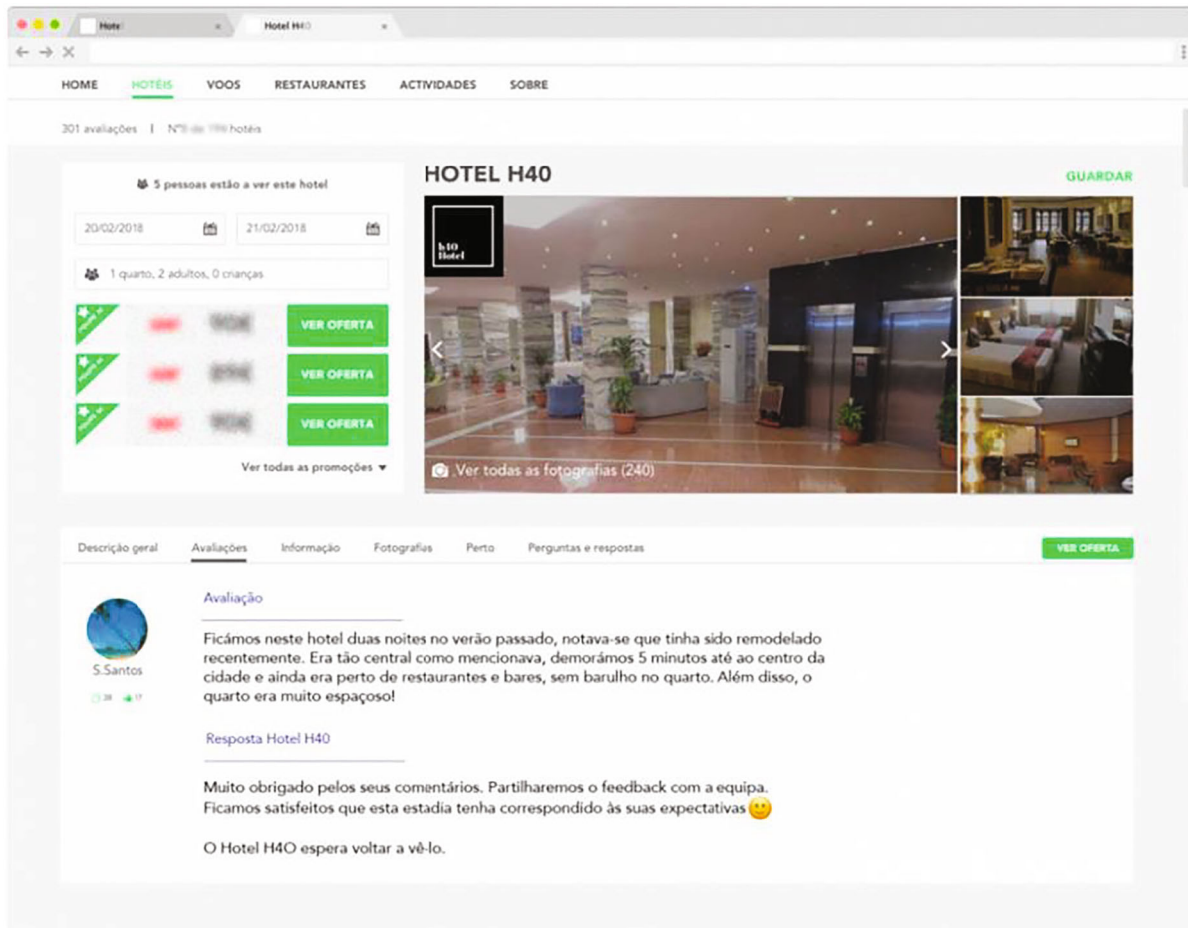 Hotel
Hotel H40
HOME HOTÉIS VOOS RESTAURANTES ACTIVIDADES SOBRE
301 avaliações | Nº hotéis
5 pessoas estão a ver este hotel
20/02/2018 21/02/2018
1 quarto, 2 adultos, 0 crianças
VER OFERTA
VER OFERTA
VER OFERTA
Ver todas as promoções
HOTEL H40
GUARDAR
h40
Hotel
Ver todas as fotografias (240)
Descrição geral Avaliações Informação Fotografias Perto Perguntas e respostas
VER OFERTA
S.Santos
28 17
Avaliação
Ficámos neste hotel duas noites no verão passado, notava-se que tinha sido remodelado
recentemente. Era tão central como mencionava, demorámos 5 minutos até ao centro da
cidade e ainda era perto de restaurantes e bares, sem barulho no quarto. Além disso, o
quarto era muito espaçoso!
Resposta Hotel H40
Muito obrigado pelos seus comentários. Partilharemos o feedback com a equipa.
Ficamos satisfeitos que esta estadia tenha correspondido às suas expectativas 🙂
O Hotel H4O espera voltar a vê-lo.